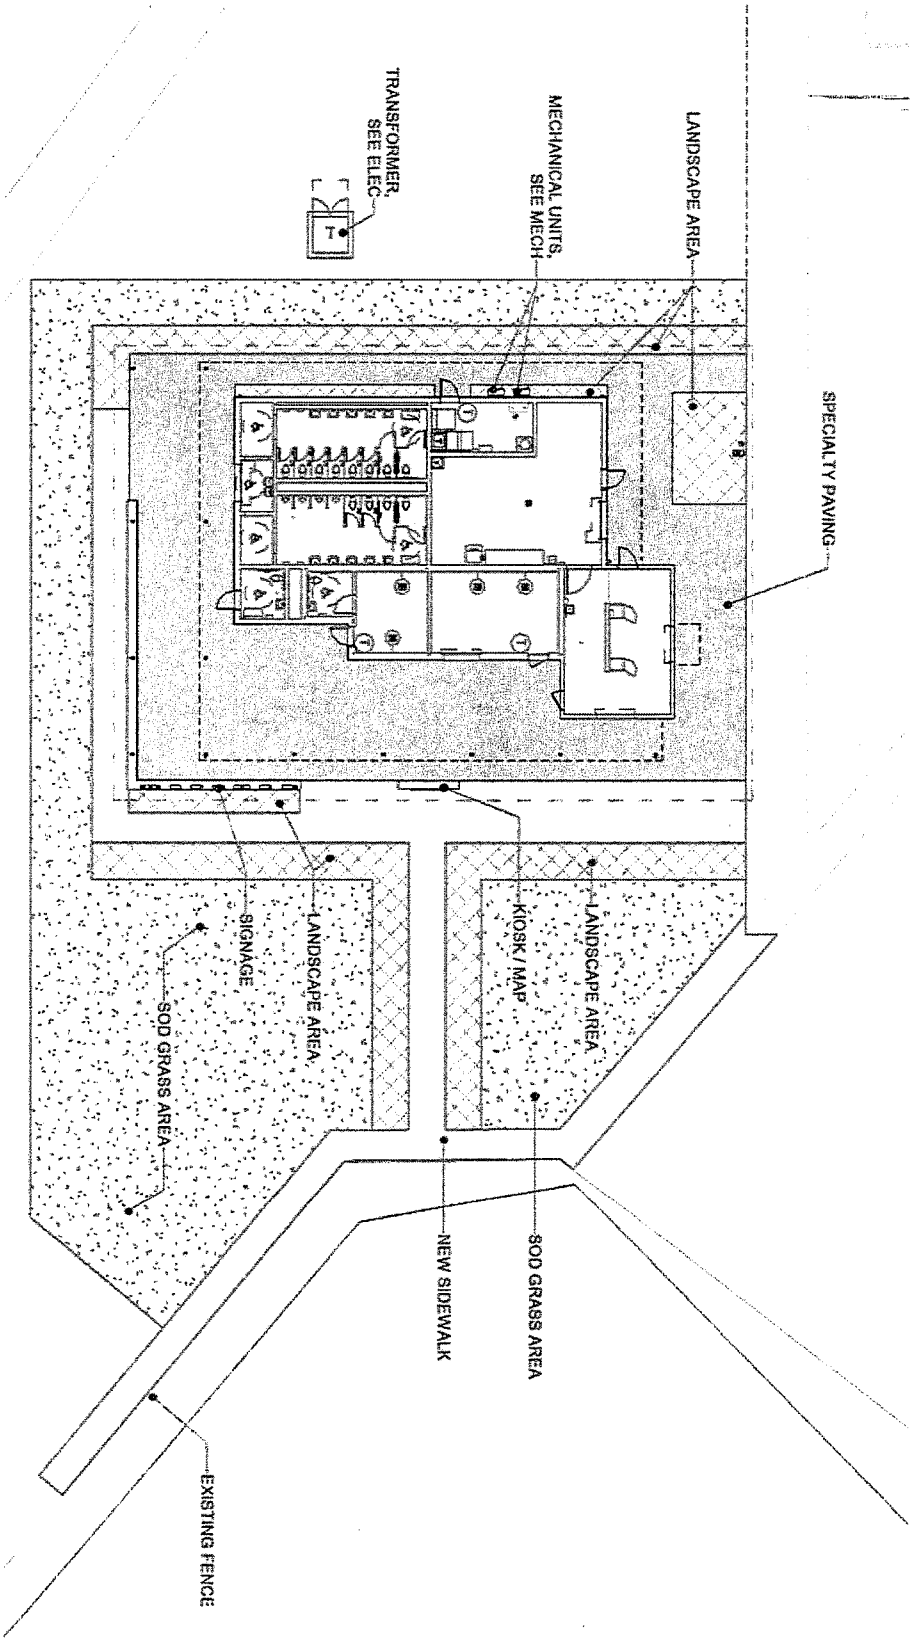 TRANSFORMER,
SEE ELEC
T
MECHANICAL UNITS,
SEE MECH
LANDSCAPE AREA
SPECIALTY PAVING
T
T
T
SIGNAGE
LANDSCAPE AREA
KIOSK / MAP
LANDSCAPE AREA
SOD GRASS AREA
NEW SIDEWALK
SOD GRASS AREA
EXISTING FENCE